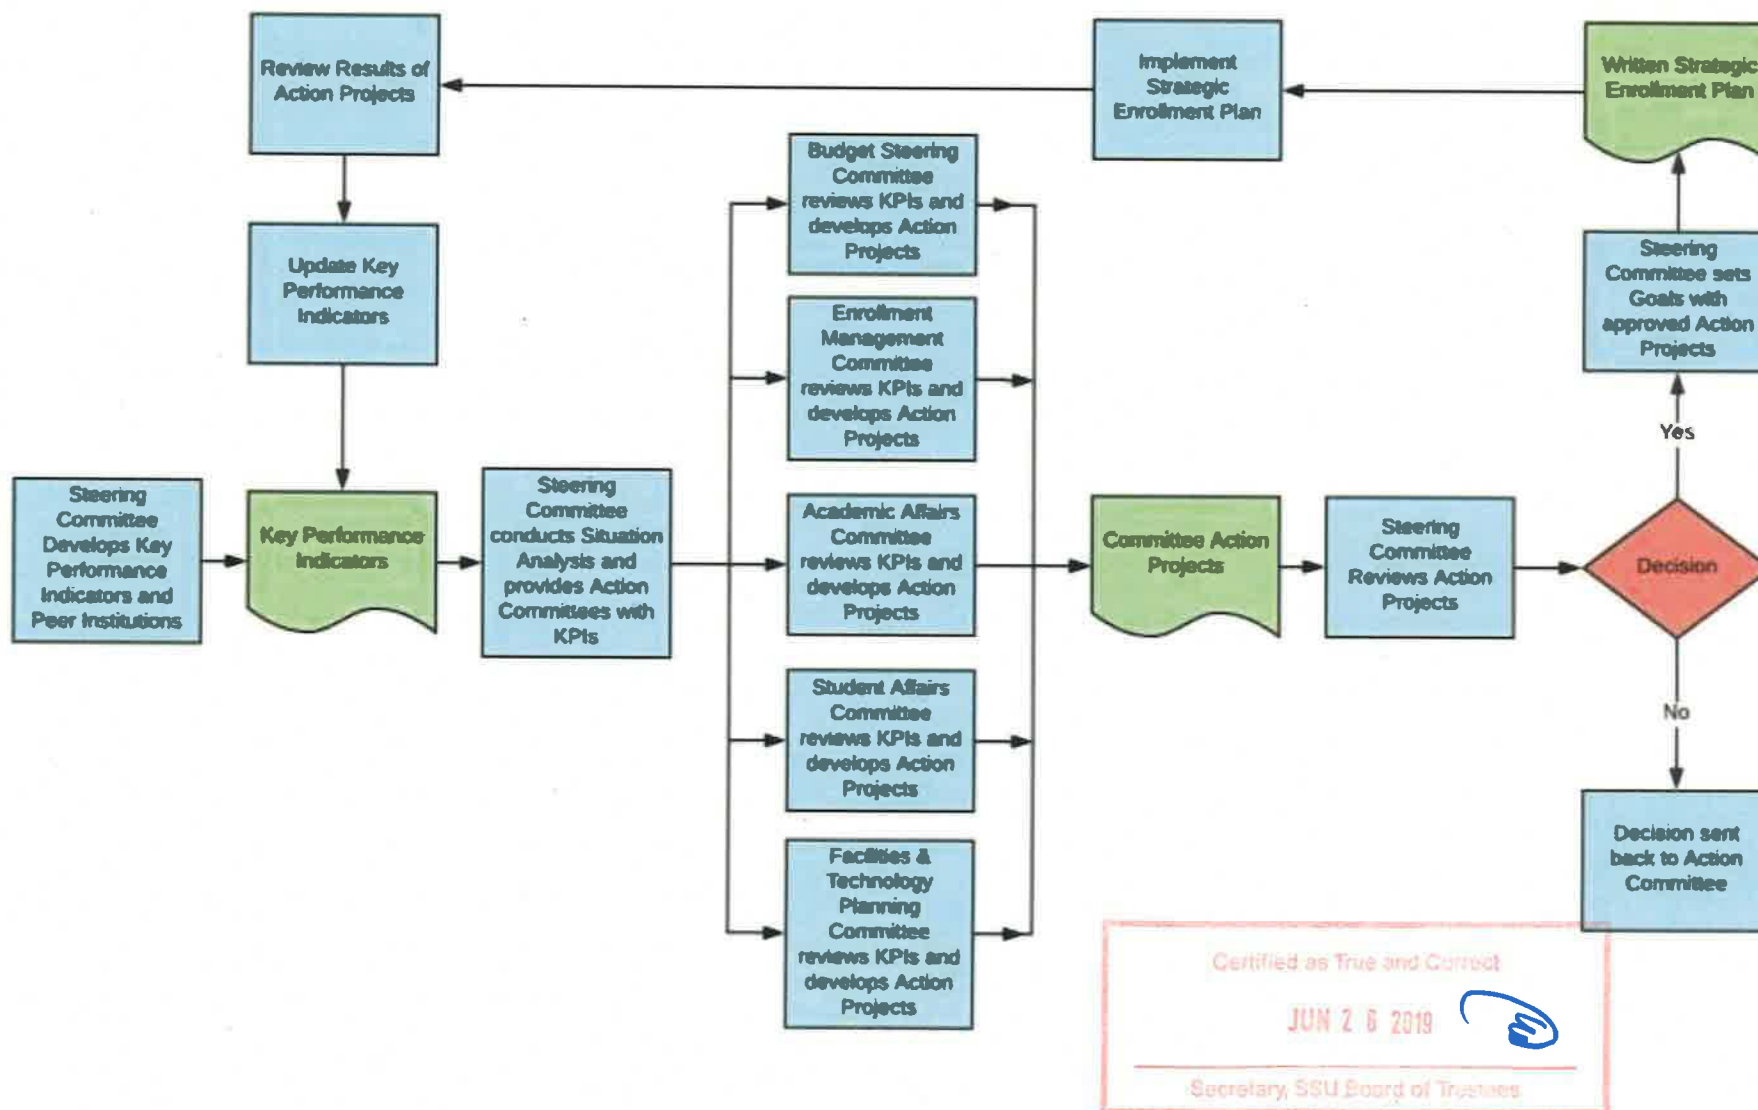 Review Results of
Action Projects
Implement
Strategic
Enrollment Plan
Written Strategic
Enrollment Plan
Update Key
Performance
Indicators
Budget Steering
Committee
reviews KPIs and
develops Action
Projects
Enrollment
Management
Committee
reviews KPIs and
develops Action
Projects
Steering
Committee sets
Goals with
approved Action
Projects
Yes
Steering
Committee
Develops Key
Performance
Indicators and
Peer Institutions
Key Performance
Indicators
Steering
Committee
conducts Situation
Analysis and
provides Action
Committees with
KPIs
Academic Affairs
Committee
reviews KPIs and
develops Action
Projects
Committee Action
Projects
Steering
Committee
Reviews Action
Projects
Decision
Student Affairs
Committee
reviews KPIs and
develops Action
Projects
No
Facilities &
Technology
Planning
Committee
reviews KPIs and
develops Action
Projects
Decision sent
back to Action
Committee
Certified as True and Correct
JUN 26 2019
Secretary, SSU Board of Trustees